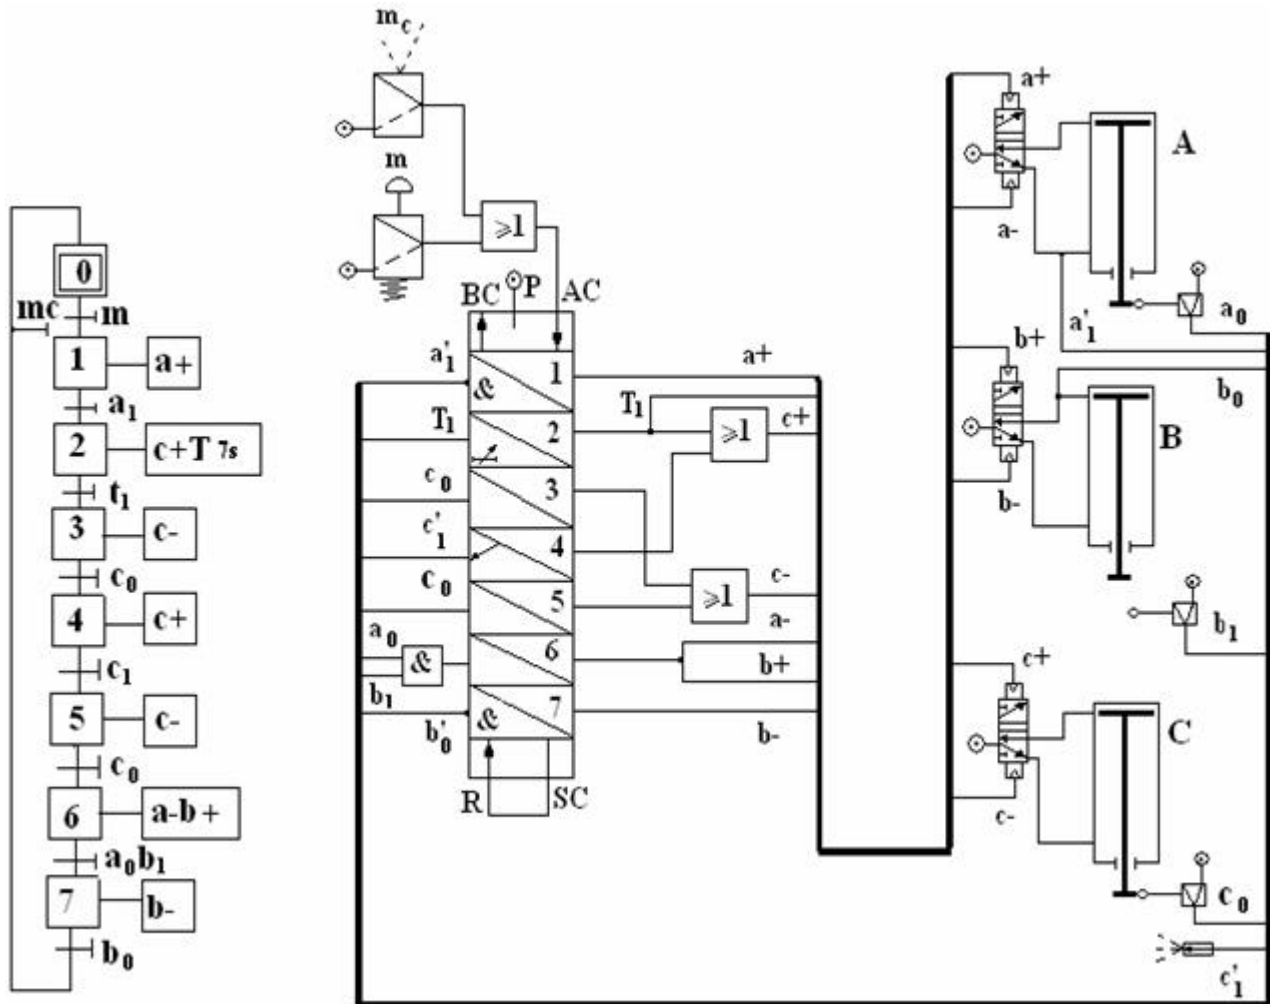 0
mc
m
1
a+
a1
2
c+T 7s
t1
3
c-
c0
4
c+
c1
5
c-
c0
6
a-b+
a0b1
7
b-
b0
mc
m
≥1
BC
P
AC
a'1
&
1
a+
T1
2
T1
≥1
c+
c0
3
c'1
4
c0
5
≥1
c-
a-
a0
&
6
b+
b1
b'0
&
7
b-
R
SC
a+
A
a-
a'1
a0
b+
b0
B
b-
b1
c+
C
c-
c0
c'1